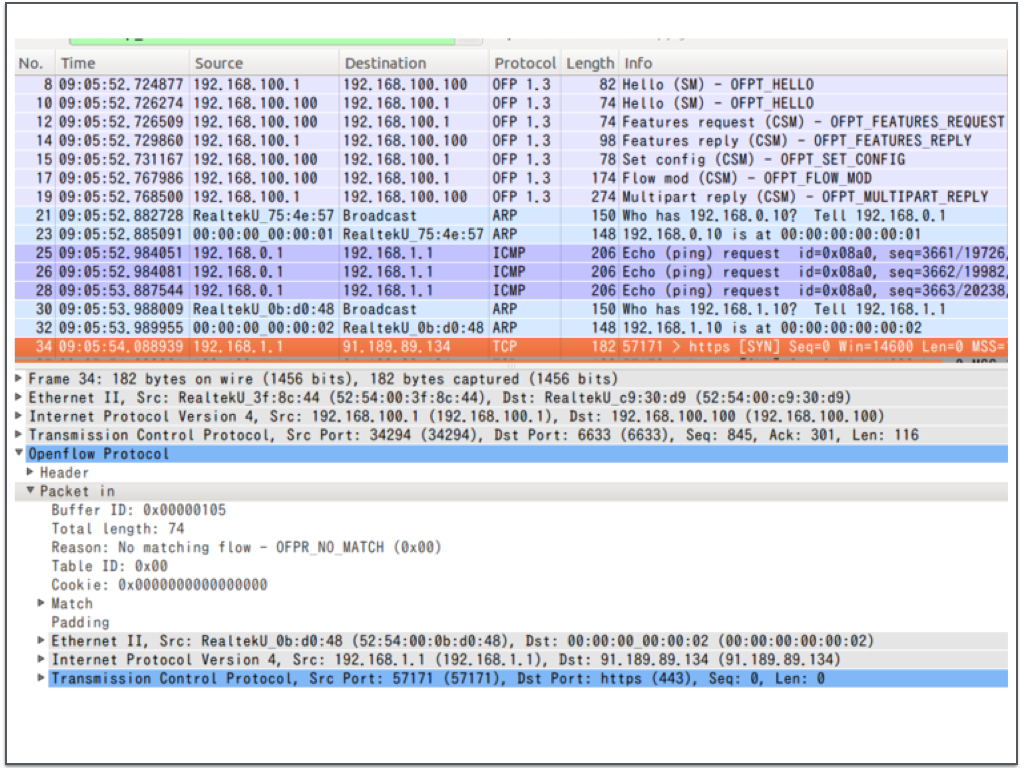 No. Time Source Destination Protocol Length Info
8 09:05:52.724877 192.168.100.1 192.168.100.100 OFP 1.3 82 Hello (SM) - OFPT_HELLO
10 09:05:52.726274 192.168.100.100 192.168.100.1 OFP 1.3 74 Hello (SM) - OFPT_HELLO
12 09:05:52.726509 192.168.100.100 192.168.100.1 OFP 1.3 74 Features request (CSM) - OFPT_FEATURES_REQUEST
14 09:05:52.729860 192.168.100.1 192.168.100.100 OFP 1.3 98 Features reply (CSM) - OFPT_FEATURES_REPLY
15 09:05:52.731167 192.168.100.100 192.168.100.1 OFP 1.3 78 Set config (CSM) - OFPT_SET_CONFIG
17 09:05:52.767986 192.168.100.100 192.168.100.1 OFP 1.3 174 Flow mod (CSM) - OFPT_FLOW_MOD
19 09:05:52.768500 192.168.100.1 192.168.100.100 OFP 1.3 274 Multipart reply (CSM) - OFPT_MULTIPART_REPLY
21 09:05:52.882728 RealtekU_75:4e:57 Broadcast ARP 150 Who has 192.168.0.10? Tell 192.168.0.1
23 09:05:52.885091 00:00:00_00:00:01 RealtekU_75:4e:57 ARP 148 192.168.0.10 is at 00:00:00:00:00:01
25 09:05:52.984051 192.168.0.1 192.168.1.1 ICMP 206 Echo (ping) request id=0x08a0, seq=3661/19726,
26 09:05:52.984081 192.168.0.1 192.168.1.1 ICMP 206 Echo (ping) request id=0x08a0, seq=3662/19982,
28 09:05:53.887544 192.168.0.1 192.168.1.1 ICMP 206 Echo (ping) request id=0x08a0, seq=3663/20238,
30 09:05:53.988009 RealtekU_0b:d0:48 Broadcast ARP 150 Who has 192.168.1.10? Tell 192.168.1.1
32 09:05:53.989955 00:00:00_00:00:02 RealtekU_0b:d0:48 ARP 148 192.168.1.10 is at 00:00:00:00:00:02
34 09:05:54.088939 192.168.1.1 91.189.89.134 TCP 182 57171 > https [SYN] Seq=0 Win=14600 Len=0 MSS=
Frame 34: 182 bytes on wire (1456 bits), 182 bytes captured (1456 bits)
Ethernet II, Src: RealtekU_3f:8c:44 (52:54:00:3f:8c:44), Dst: RealtekU_c9:30:d9 (52:54:00:c9:30:d9)
Internet Protocol Version 4, Src: 192.168.100.1 (192.168.100.1), Dst: 192.168.100.100 (192.168.100.100)
Transmission Control Protocol, Src Port: 34294 (34294), Dst Port: 6633 (6633), Seq: 845, Ack: 301, Len: 116
Openflow Protocol
Header
Packet in
Buffer ID: 0x00000105
Total length: 74
Reason: No matching flow - OFPR_NO_MATCH (0x00)
Table ID: 0x00
Cookie: 0x0000000000000000
Match
Padding
Ethernet II, Src: RealtekU_0b:d0:48 (52:54:00:0b:d0:48), Dst: 00:00:00_00:00:02 (00:00:00:00:00:02)
Internet Protocol Version 4, Src: 192.168.1.1 (192.168.1.1), Dst: 91.189.89.134 (91.189.89.134)
Transmission Control Protocol, Src Port: 57171 (57171), Dst Port: https (443), Seq: 0, Len: 0